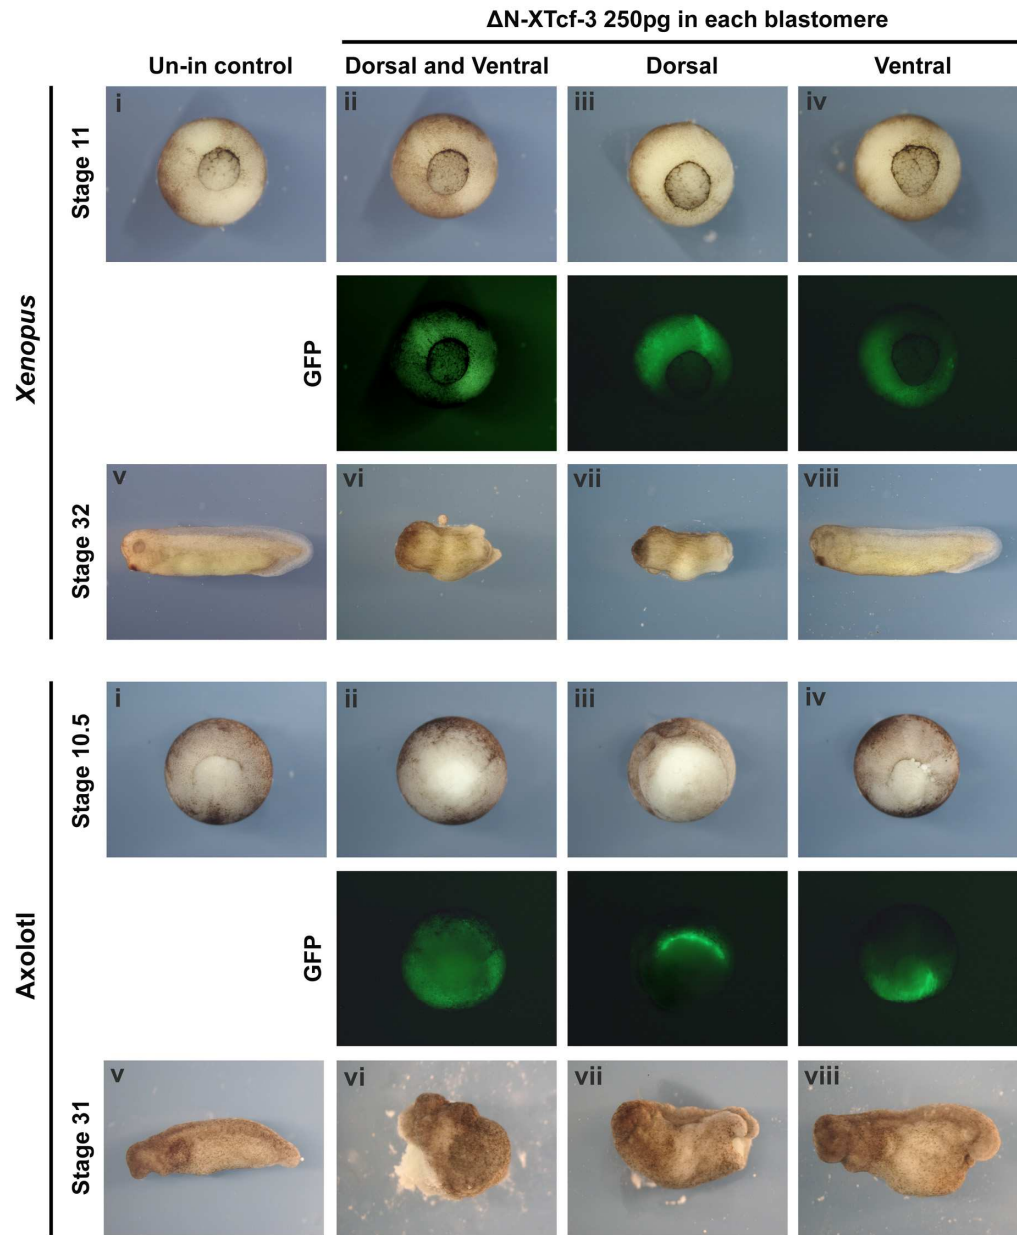 ΔN-XTcf-3 250pg in each blastomere
Un-in control
Dorsal and Ventral
Dorsal
Ventral
Xenopus
Stage 11
i
ii
iii
iv
GFP
Stage 32
v
vi
vii
viii
Axolotl
Stage 10.5
i
ii
iii
iv
GFP
Stage 31
v
vi
vii
viii